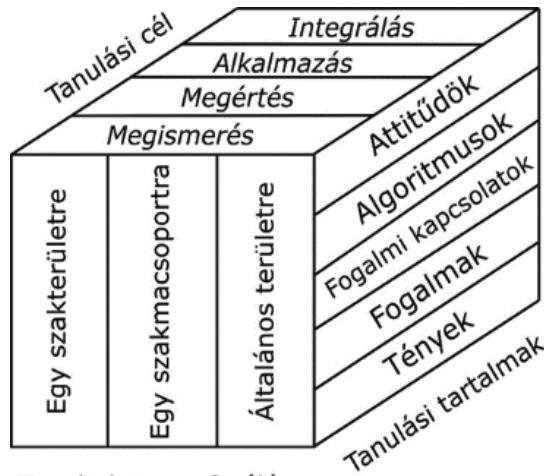 Tanulási cél
Integrálás
Alkalmazás
Megértés
Megismerés
Egy szakterületre
Egy szakmacsoportra
Általános területre
Attitűdök
Algoritmusok
Fogalmi kapcsolatok
Fogalmak
Tények
Tanulási tartalmak